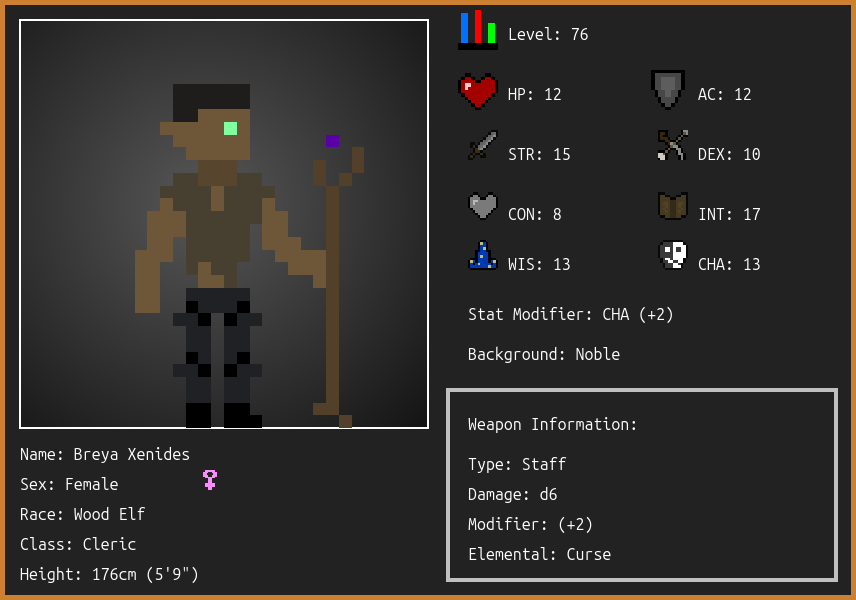 Level: 76
HP: 12
AC: 12
STR: 15
DEX: 10
CON: 8
INT: 17
WIS: 13
CHA: 13
Stat Modifier: CHA (+2)
Background: Noble
Weapon Information:
Type: Staff
Damage: d6
Modifier: (+2)
Elemental: Curse
Name: Breya Xenides
Sex: Female
Race: Wood Elf
Class: Cleric
Height: 176cm (5'9")